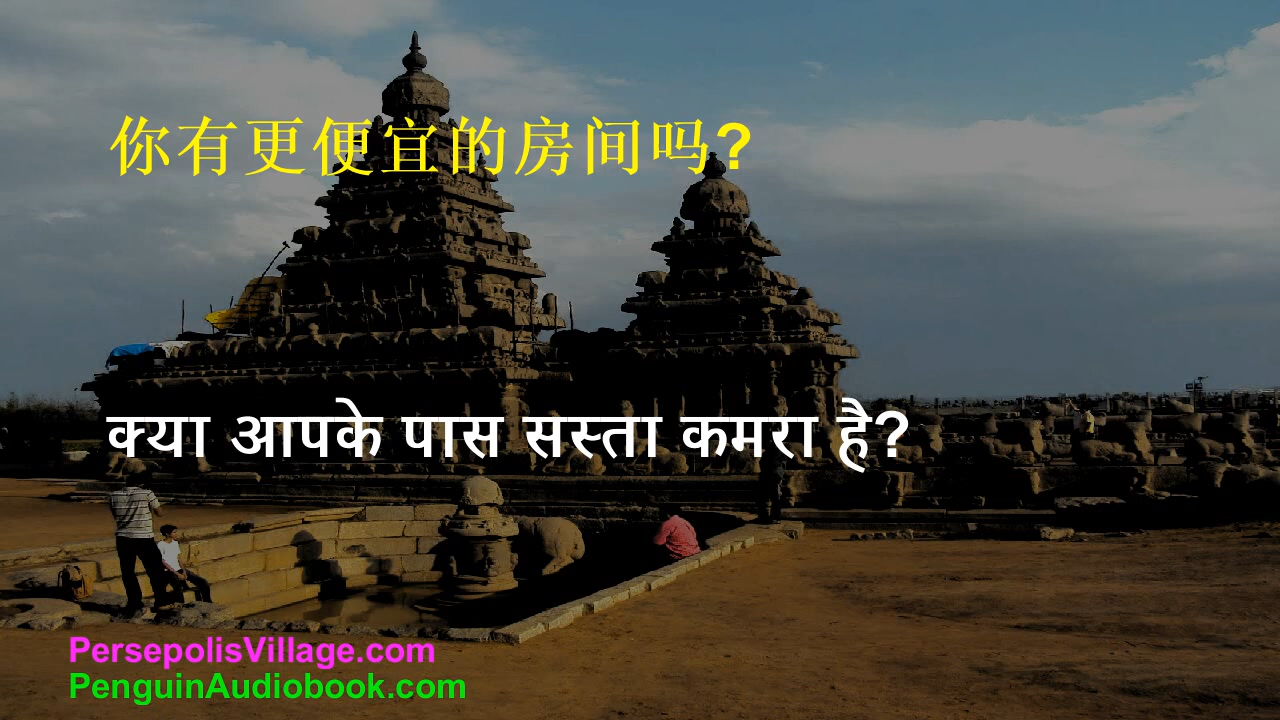 你有更便宜的房间吗?
क्या आपके पास सस्ता कमरा है?
PersepolisVillage.com
PenguinAudiobook.com